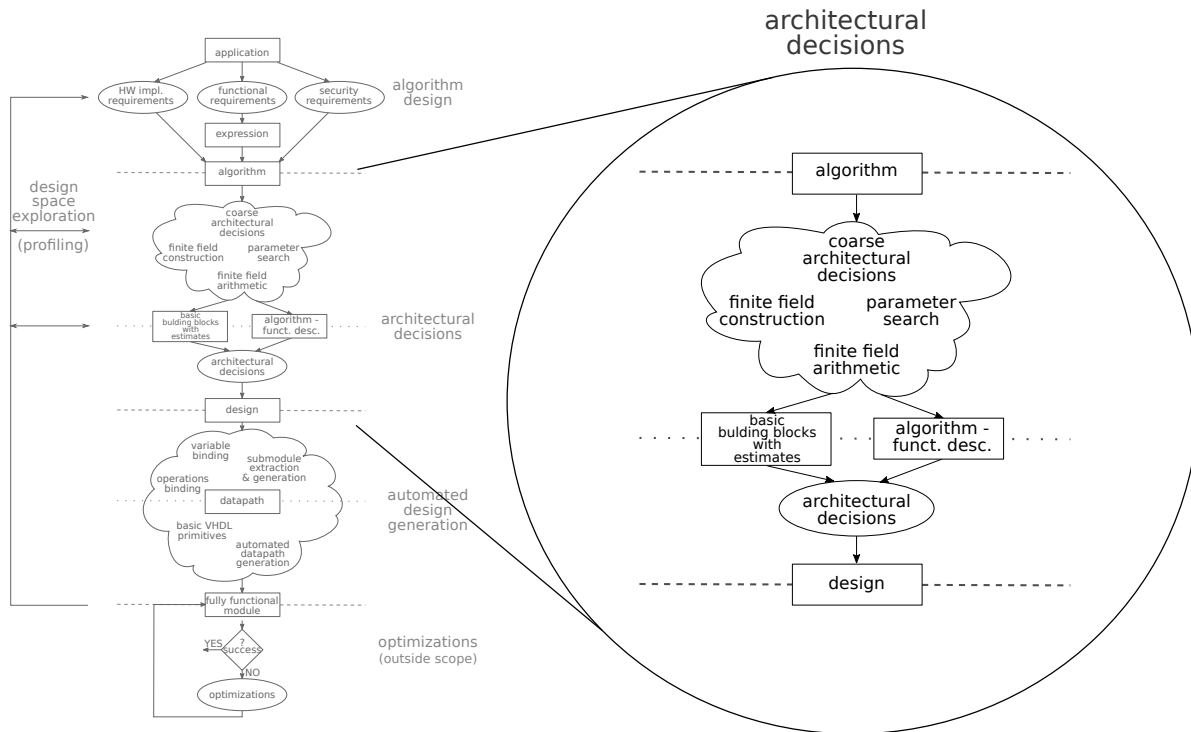 architectural
decisions
application
HW impl.
requirements
functional
requirements
security
requirements
algorithm
design
expression
algorithm
design
space
exploration
(profiling)
coarse
architectural
decisions
finite field
construction
parameter
search
finite field
arithmetic
basic
bulding blocks
with
estimates
algorithm -
funct. desc.
architectural
decisions
architectural
decisions
design
variable
binding
submodule
extraction
& generation
operations
binding
datapath
automated
design
generation
basic VHDL
primitives
automated
datapath
generation
fully functional
module
?
success
YES
NO
optimizations
optimizations
(outside scope)
algorithm
coarse
architectural
decisions
finite field
construction
parameter
search
finite field
arithmetic
basic
bulding blocks
with
estimates
algorithm -
funct. desc.
architectural
decisions
design